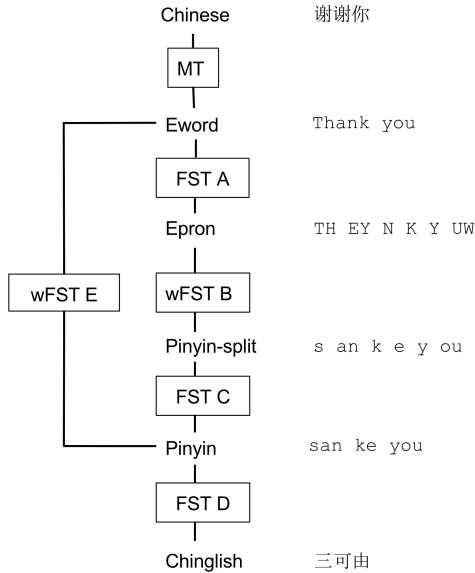 Chinese 谢谢你
MT
Eword Thank you
FST A
Epron TH EY N K Y UW
wFST E wFST B
Pinyin-split s an k e y ou
FST C
Pinyin san ke you
FST D
Chinglish 三可由